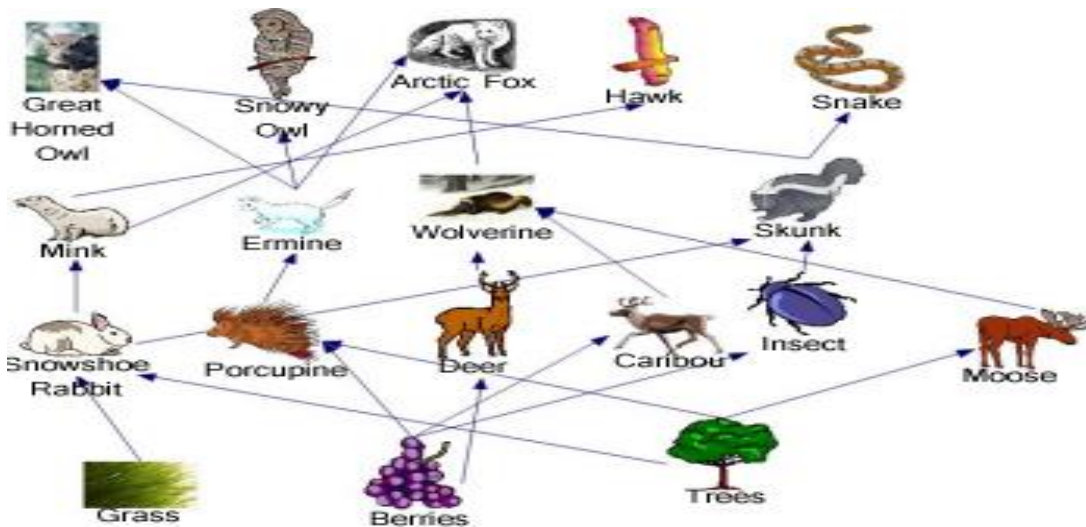 Great
Horned
Owl
Snowy
Owl
Arctic Fox
Hawk
Snake
Mink
Ermine
Wolverine
Skunk
Snowshoe
Rabbit
Porcupine
Deer
Caribou
Insect
Moose
Grass
Berries
Trees